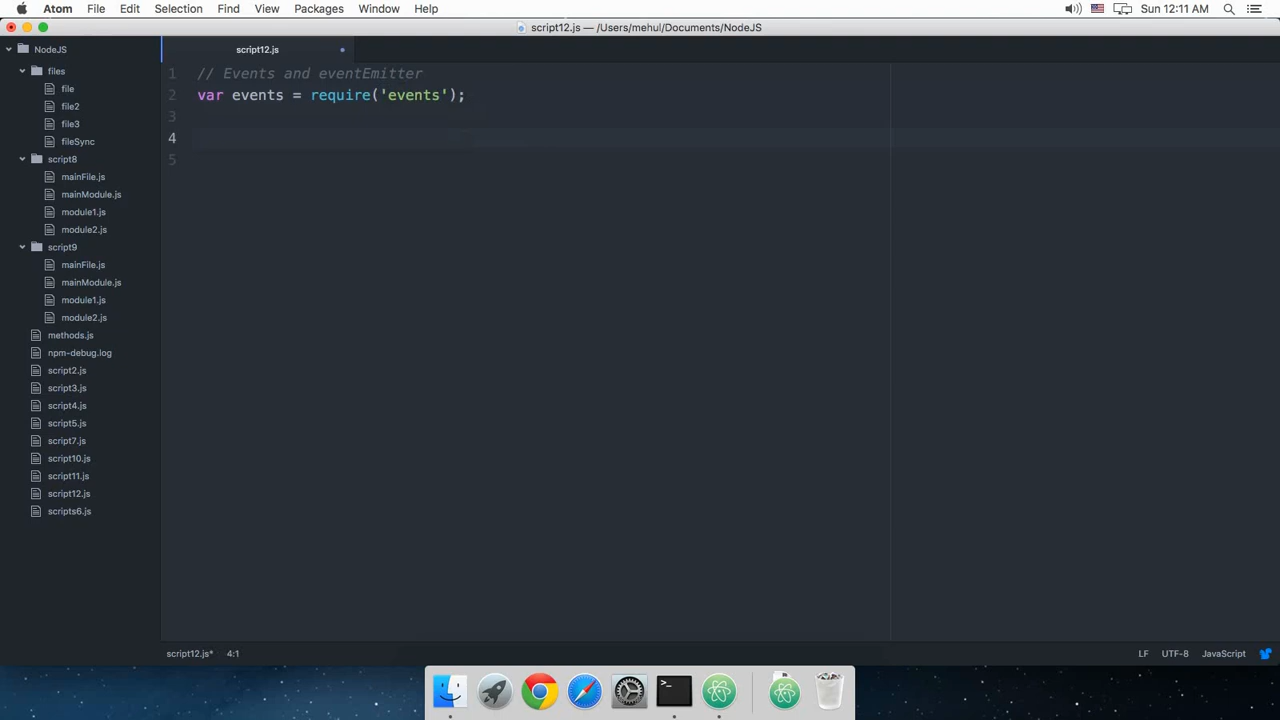 Atom File Edit Selection Find View Packages Window Help Sun 12:11 AM
script12.js — /Users/mehul/Documents/NodeJS
NodeJS
files
file
file2
file3
fileSync
script8
mainFile.js
mainModule.js
module1.js
module2.js
script9
mainFile.js
mainModule.js
module1.js
module2.js
methods.js
npm-debug.log
script2.js
script3.js
script4.js
script5.js
script7.js
script10.js
script11.js
script12.js
scripts6.js
script12.js
1 // Events and eventEmitter
2 var events = require('events');
3
4
5
script12.js* 4:1 LF UTF-8 JavaScript